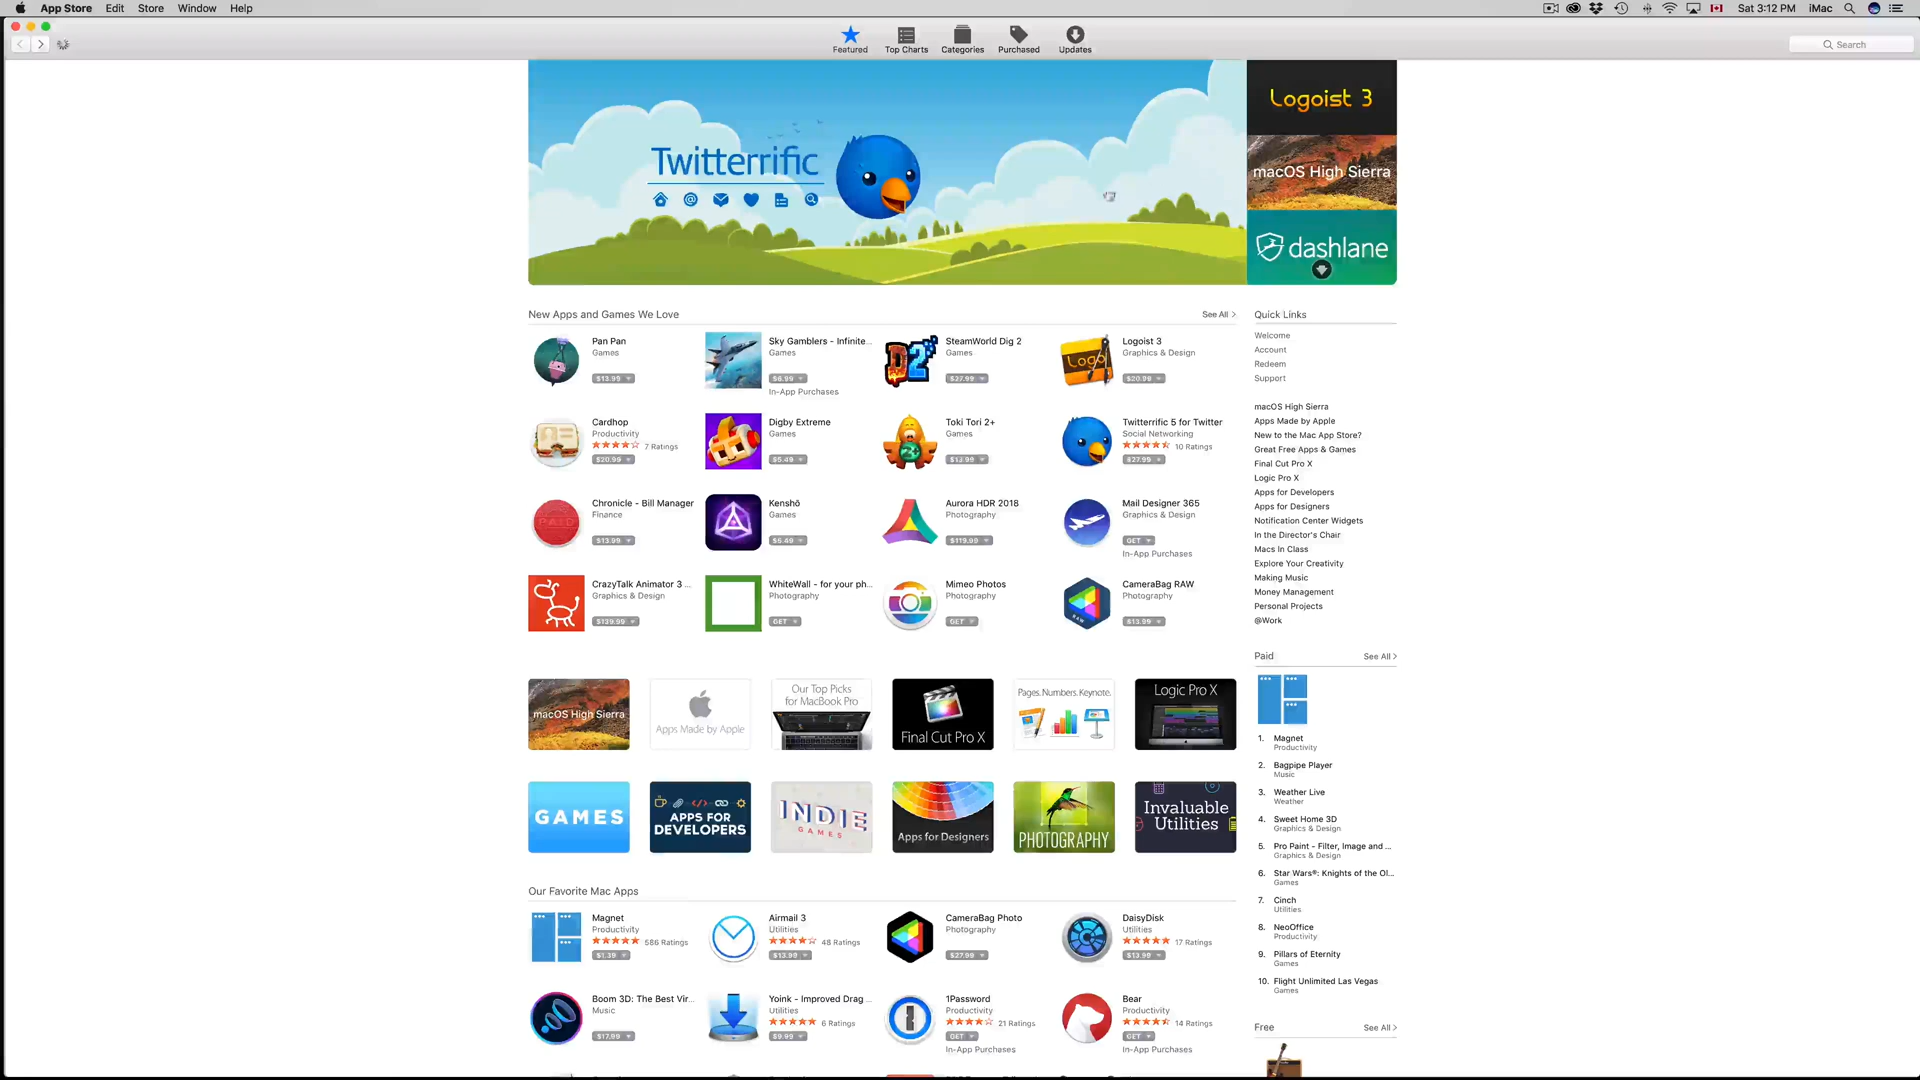 App Store Edit Store Window Help
Sat 3:12 PM iMac
Featured Top Charts Categories Purchased Updates
Search
Twitterrific
Logoist 3
macOS High Sierra
dashlane
New Apps and Games We Love See All >
Pan Pan
Games
$13.99
Sky Gamblers - Infinite...
Games
$6.99
In-App Purchases
SteamWorld Dig 2
Games
$27.99
Logoist 3
Graphics & Design
$20.99
Cardhop
Productivity
7 Ratings
$20.99
Digby Extreme
Games
$5.49
Toki Tori 2+
Games
$13.99
Twitterrific 5 for Twitter
Social Networking
10 Ratings
$27.99
Chronicle - Bill Manager
Finance
$13.99
Kenshō
Games
$5.49
Aurora HDR 2018
Photography
$119.99
Mail Designer 365
Graphics & Design
GET
In-App Purchases
CrazyTalk Animator 3 ...
Graphics & Design
$139.99
WhiteWall - for your ph...
Photography
GET
Mimeo Photos
Photography
GET
CameraBag RAW
Photography
$13.99
macOS High Sierra
Apps Made by Apple
Our Top Picks
for MacBook Pro
Final Cut Pro X
Pages. Numbers. Keynote.
Logic Pro X
GAMES
APPS FOR
DEVELOPERS
INDIE
GAMES
Apps for Designers
PHOTOGRAPHY
Invaluable
Utilities
Our Favorite Mac Apps
Magnet
Productivity
586 Ratings
$1.39
Airmail 3
Utilities
48 Ratings
$13.99
CameraBag Photo
Photography
$27.99
DaisyDisk
Utilities
17 Ratings
$13.99
Boom 3D: The Best Vir...
Music
$17.99
Yoink - Improved Drag ...
Utilities
6 Ratings
$9.99
1Password
Productivity
21 Ratings
GET
In-App Purchases
Bear
Productivity
14 Ratings
GET
In-App Purchases
Quick Links
Welcome
Account
Redeem
Support
macOS High Sierra
Apps Made by Apple
New to the Mac App Store?
Great Free Apps & Games
Final Cut Pro X
Logic Pro X
Apps for Developers
Apps for Designers
Notification Center Widgets
In the Director's Chair
Macs In Class
Explore Your Creativity
Making Music
Money Management
Personal Projects
@Work
Paid See All >
1. Magnet
Productivity
2. Bagpipe Player
Music
3. Weather Live
Weather
4. Sweet Home 3D
Graphics & Design
5. Pro Paint - Filter, Image and ...
Graphics & Design
6. Star Wars®: Knights of the Ol...
Games
7. Cinch
Utilities
8. NeoOffice
Productivity
9. Pillars of Eternity
Games
10. Flight Unlimited Las Vegas
Games
Free See All >